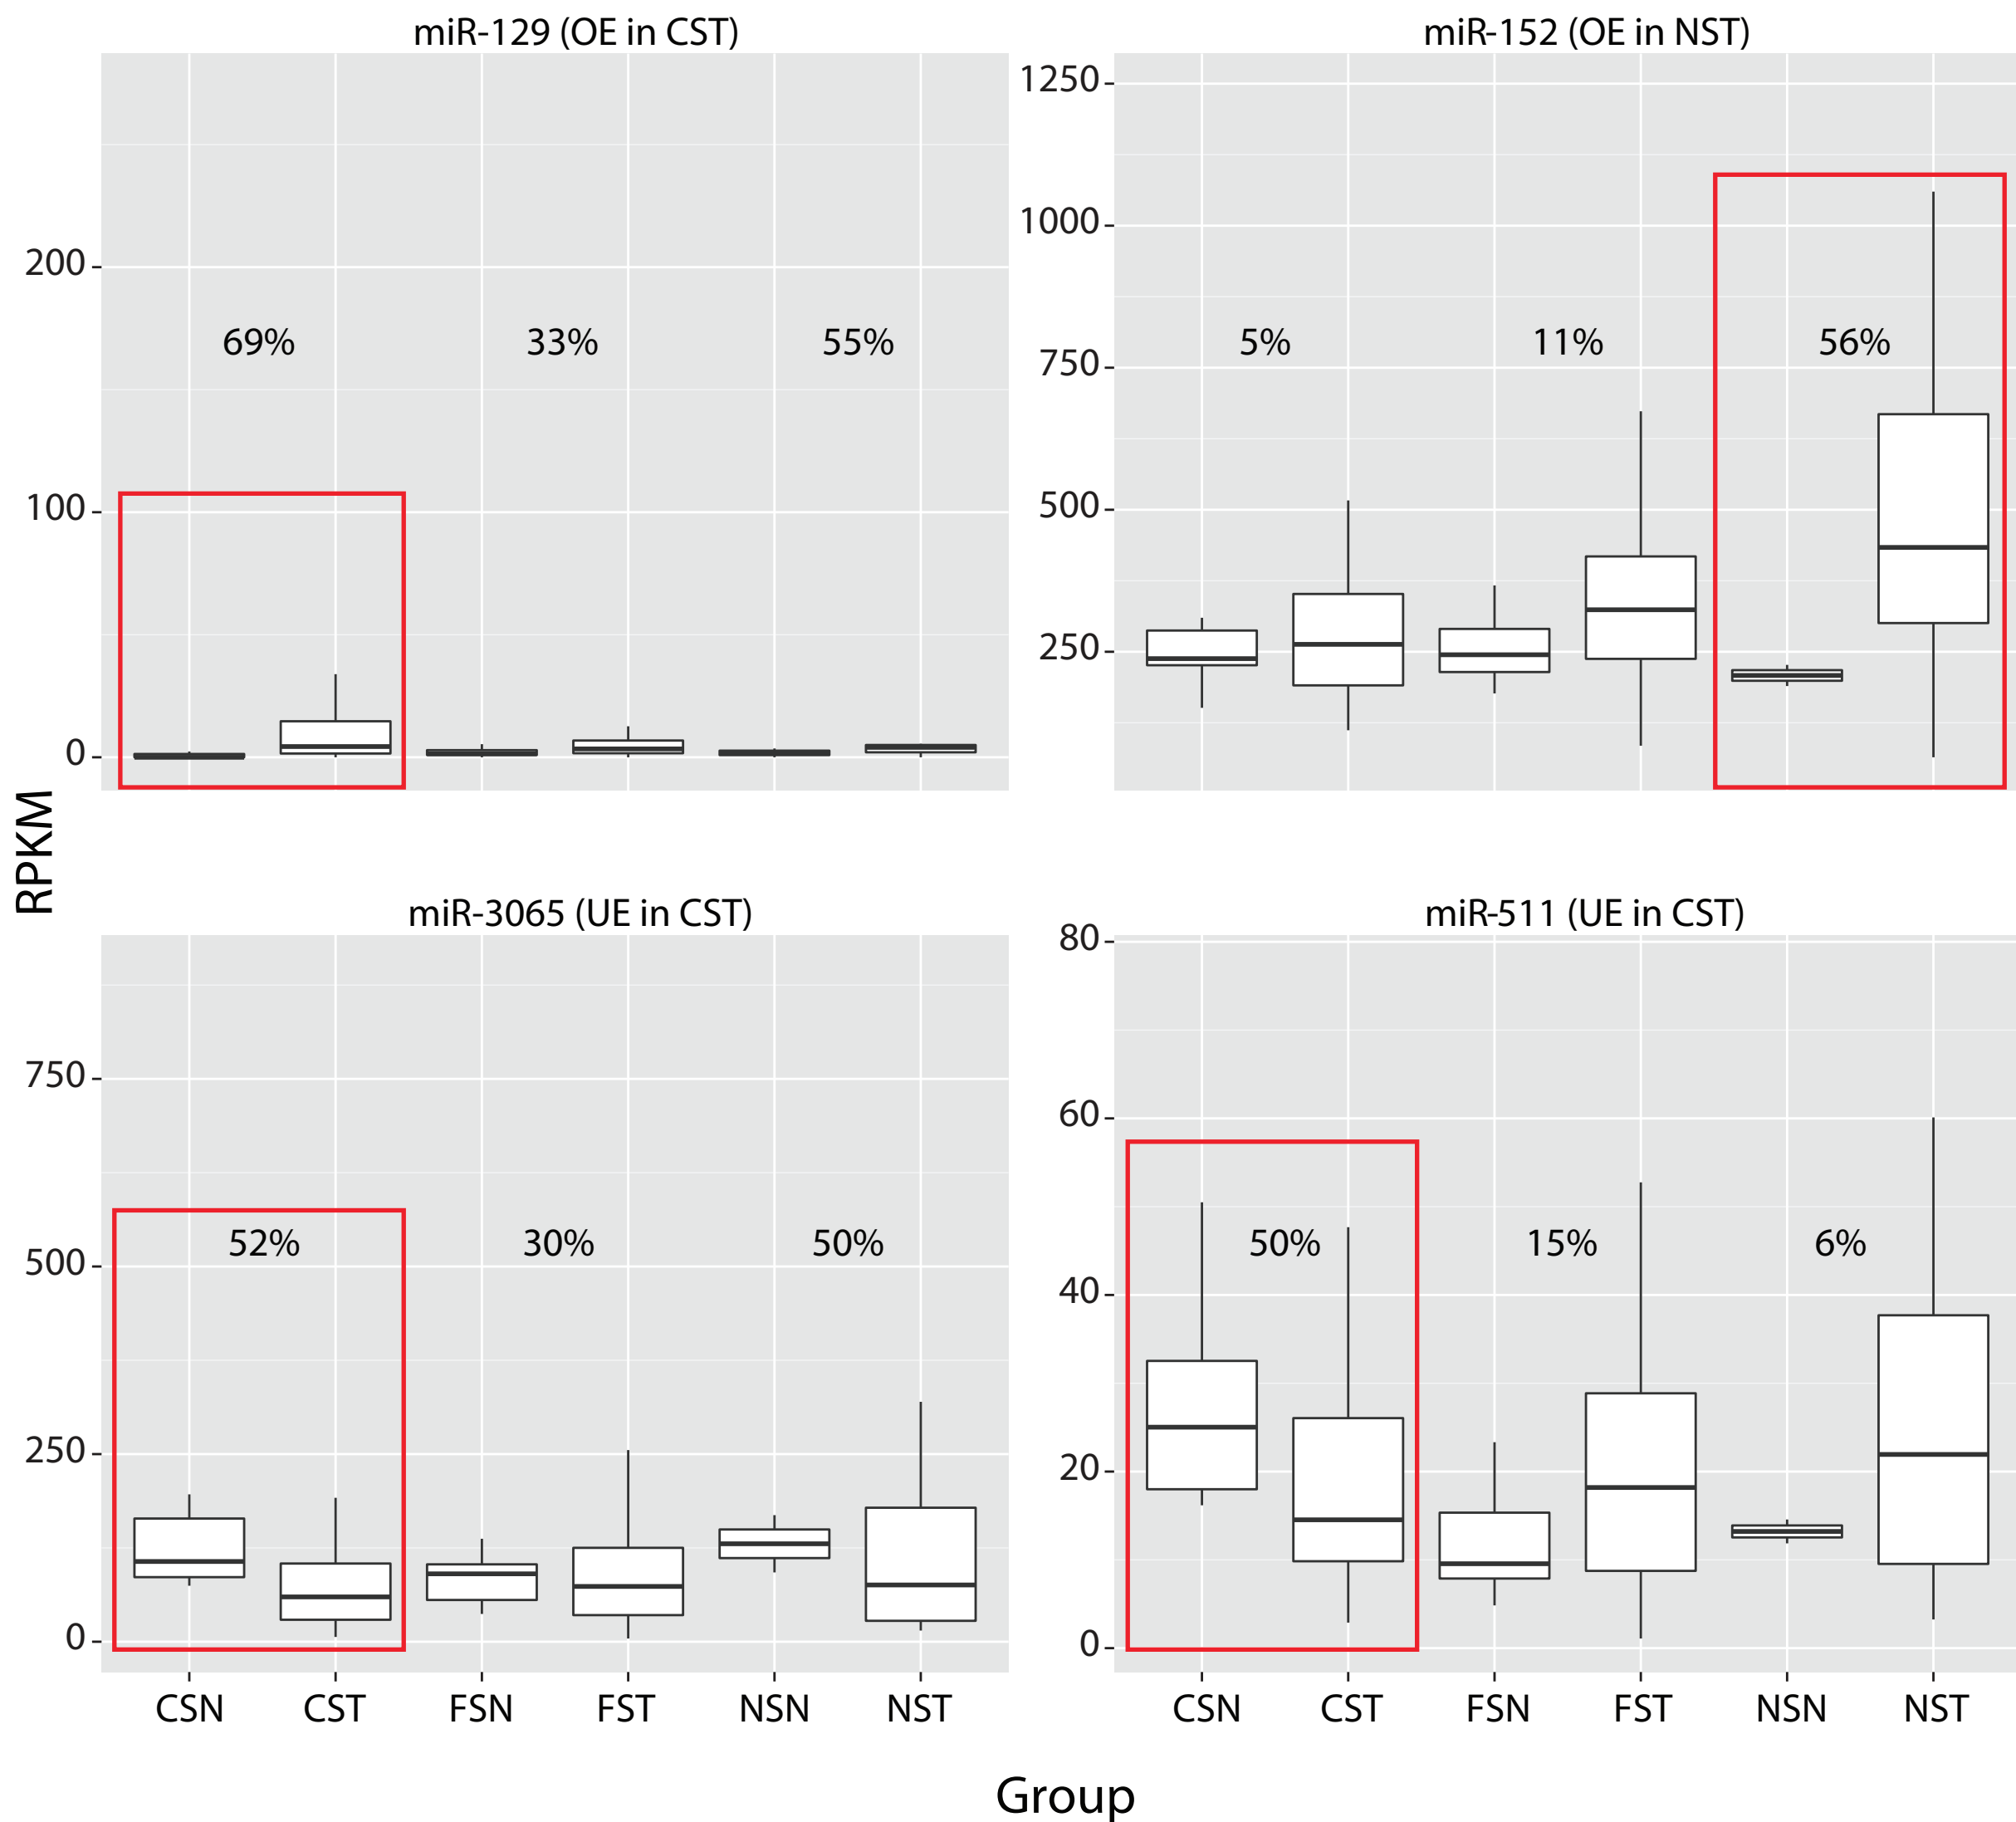 miR-129 (OE in CST)
200
100
0
69% 33% 55%
miR-152 (OE in NST)
1250
1000
750
500
250
5% 11% 56%
RPKM
miR-3065 (UE in CST)
750
500
250
0
52% 30% 50%
CSN CST FSN FST NSN NST
miR-511 (UE in CST)
80
60
40
20
0
50% 15% 6%
CSN CST FSN FST NSN NST
Group